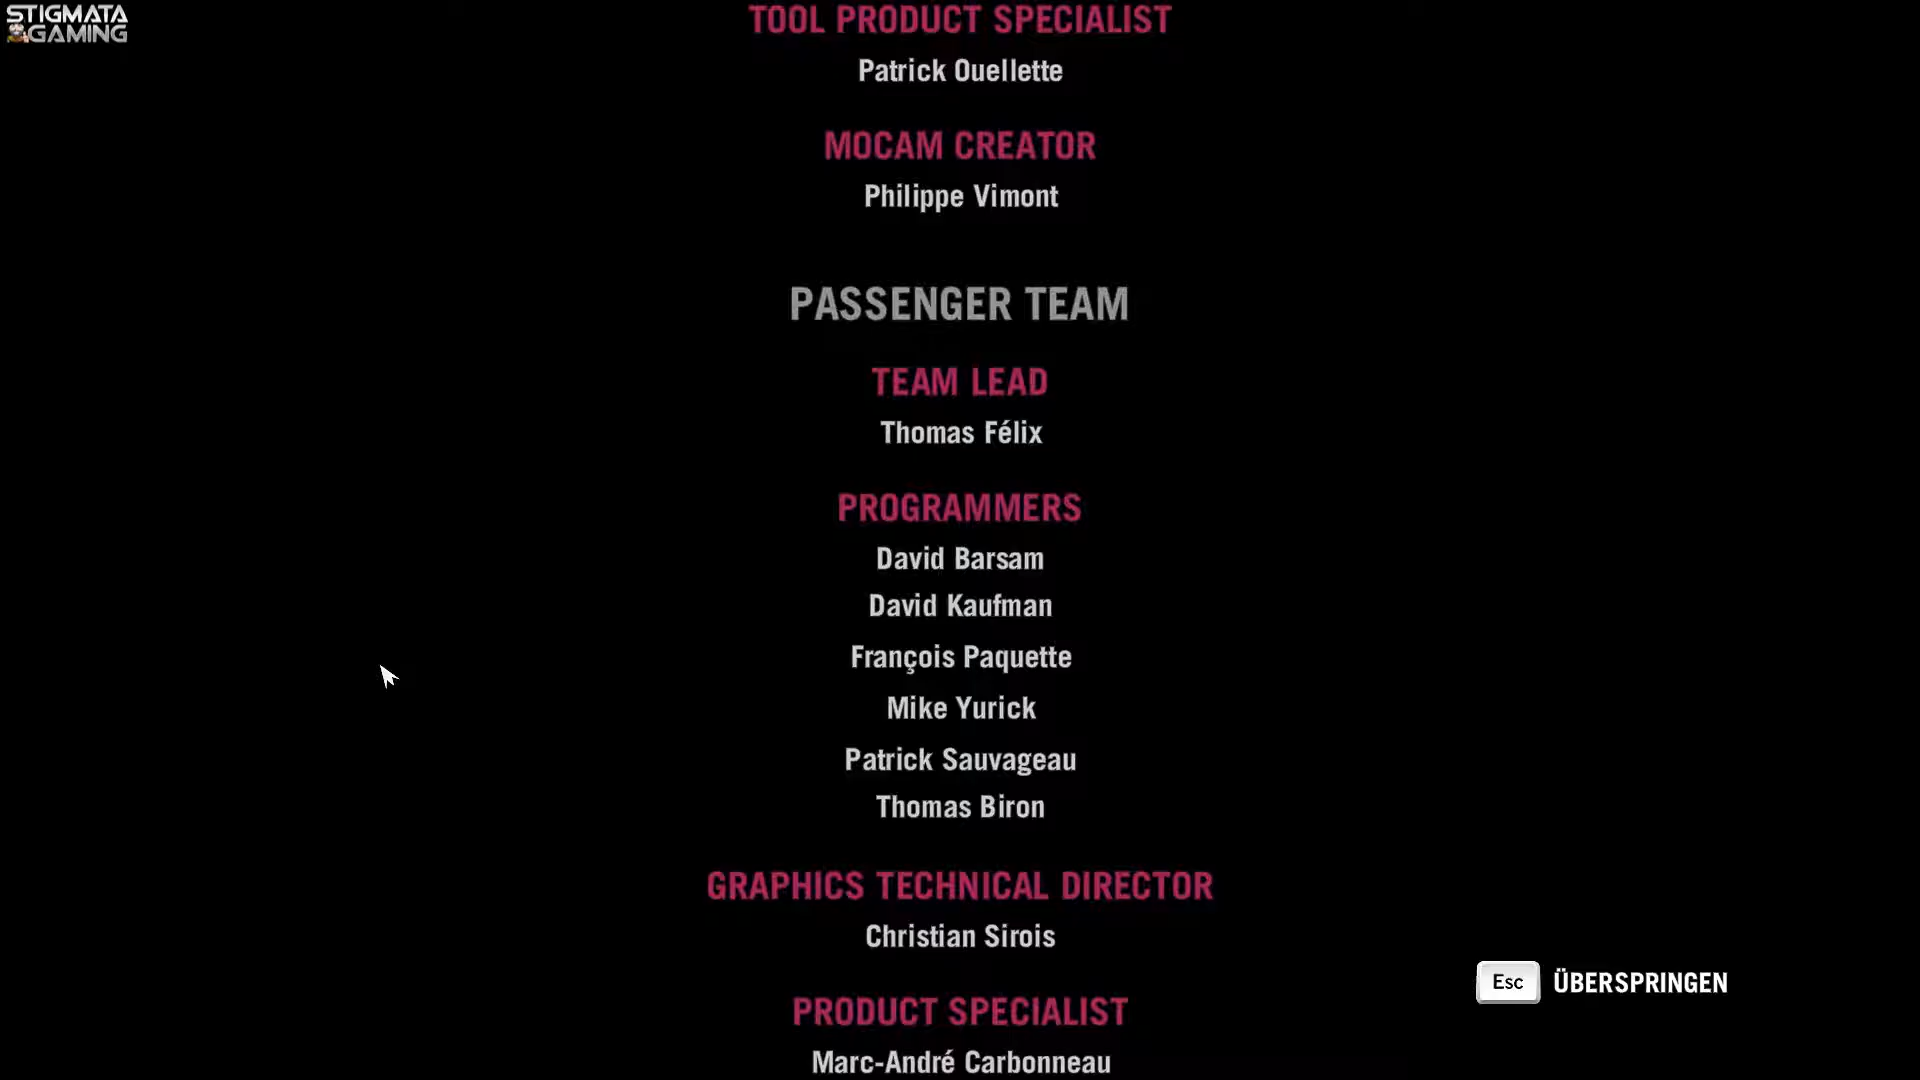 STIGMATA
GAMING
TOOL PRODUCT SPECIALIST
Patrick Ouellette
MOCAM CREATOR
Philippe Vimont
PASSENGER TEAM
TEAM LEAD
Thomas Félix
PROGRAMMERS
David Barsam
David Kaufman
François Paquette
Mike Yurick
Patrick Sauvageau
Thomas Biron
GRAPHICS TECHNICAL DIRECTOR
Christian Sirois
Esc ÜBERSPRINGEN
PRODUCT SPECIALIST
Marc-André Carbonneau